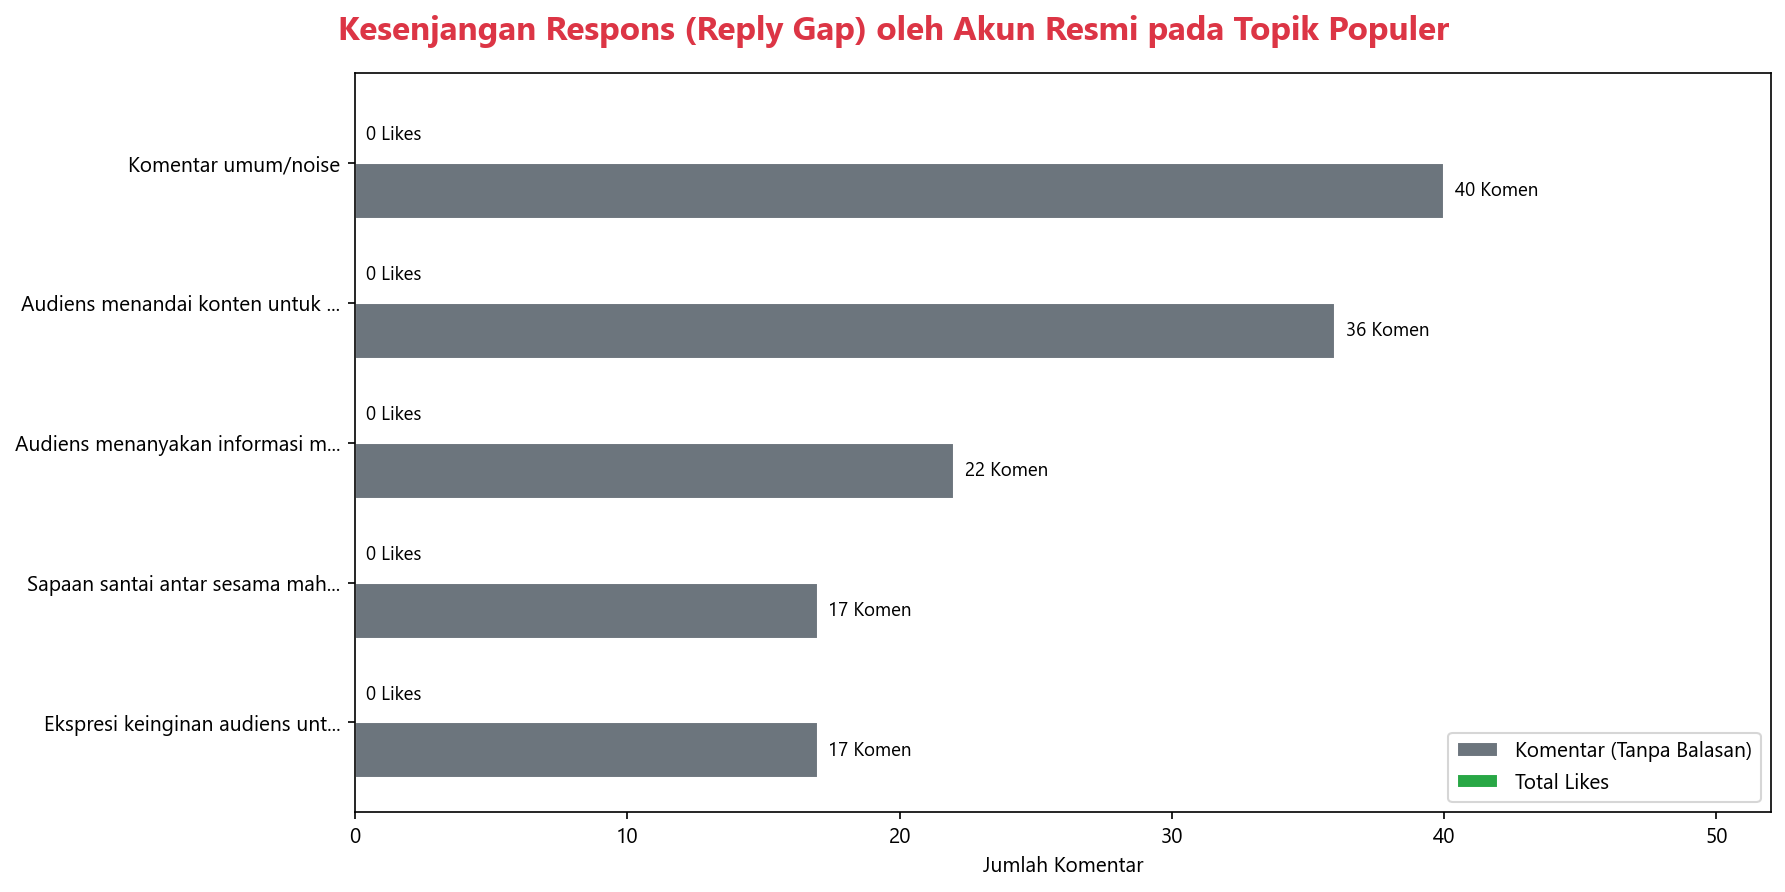 Kesenjangan Respons (Reply Gap) oleh Akun Resmi pada Topik Populer
0 Likes
Komentar umum/noise
40 Komen
0 Likes
Audiens menandai konten untuk ...
36 Komen
0 Likes
Audiens menanyakan informasi m...
22 Komen
0 Likes
Sapaan santai antar sesama mah...
17 Komen
0 Likes
Ekspresi keinginan audiens unt...
17 Komen
Komentar (Tanpa Balasan)
Total Likes
0 10 20 30 40 50
Jumlah Komentar